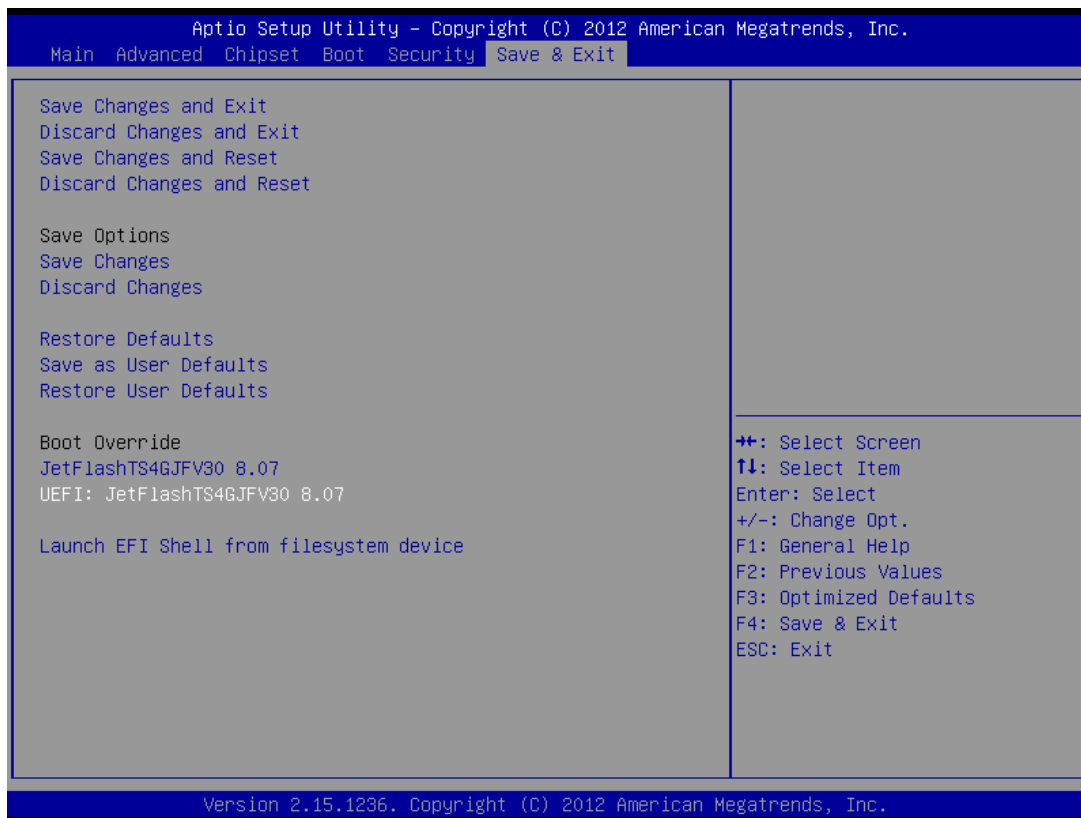 Aptio Setup Utility – Copyright (C) 2012 American Megatrends, Inc.
Main Advanced Chipset Boot Security Save & Exit
Save Changes and Exit
Discard Changes and Exit
Save Changes and Reset
Discard Changes and Reset
Save Options
Save Changes
Discard Changes
Restore Defaults
Save as User Defaults
Restore User Defaults
Boot Override
JetFlashTS4GJFV30 8.07
UEFI: JetFlashTS4GJFV30 8.07
Launch EFI Shell from filesystem device
→←: Select Screen
↑↓: Select Item
Enter: Select
+/-: Change Opt.
F1: General Help
F2: Previous Values
F3: Optimized Defaults
F4: Save & Exit
ESC: Exit
Version 2.15.1236. Copyright (C) 2012 American Megatrends, Inc.